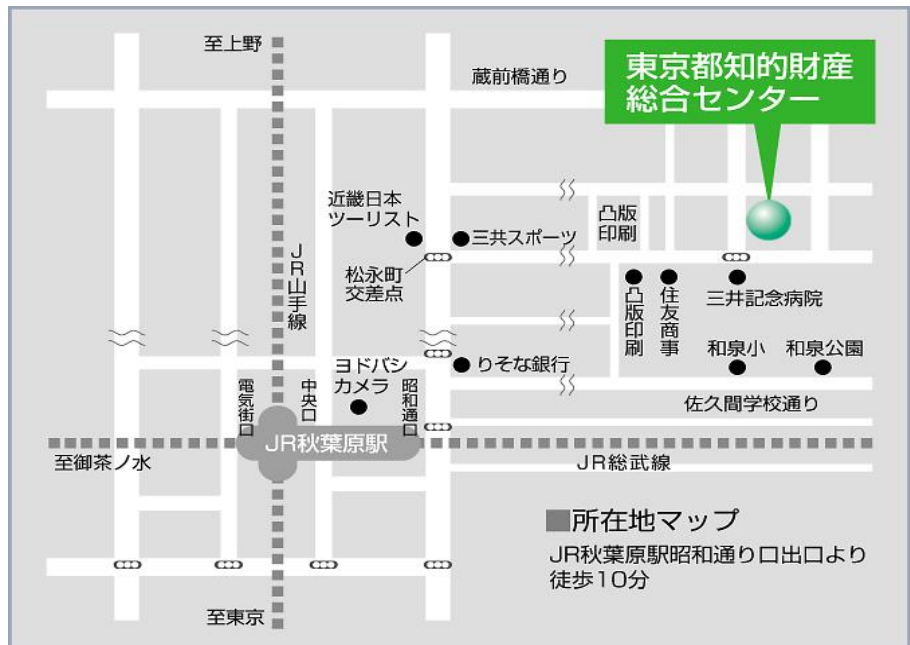 至上野
蔵前橋通り
東京都知的財産
総合センター
近畿日本
ツーリスト
三共スポーツ
凸版
印刷
JR山手線
松永町
交差点
凸版印刷
住友商事
三井記念病院
ヨドバシ
カメラ
りそな銀行
和泉小
和泉公園
電気街口
中央口
昭和通口
佐久間学校通り
JR秋葉原駅
至御茶ノ水
JR総武線
■所在地マップ
JR秋葉原駅昭和通り口出口より
徒歩10分
至東京